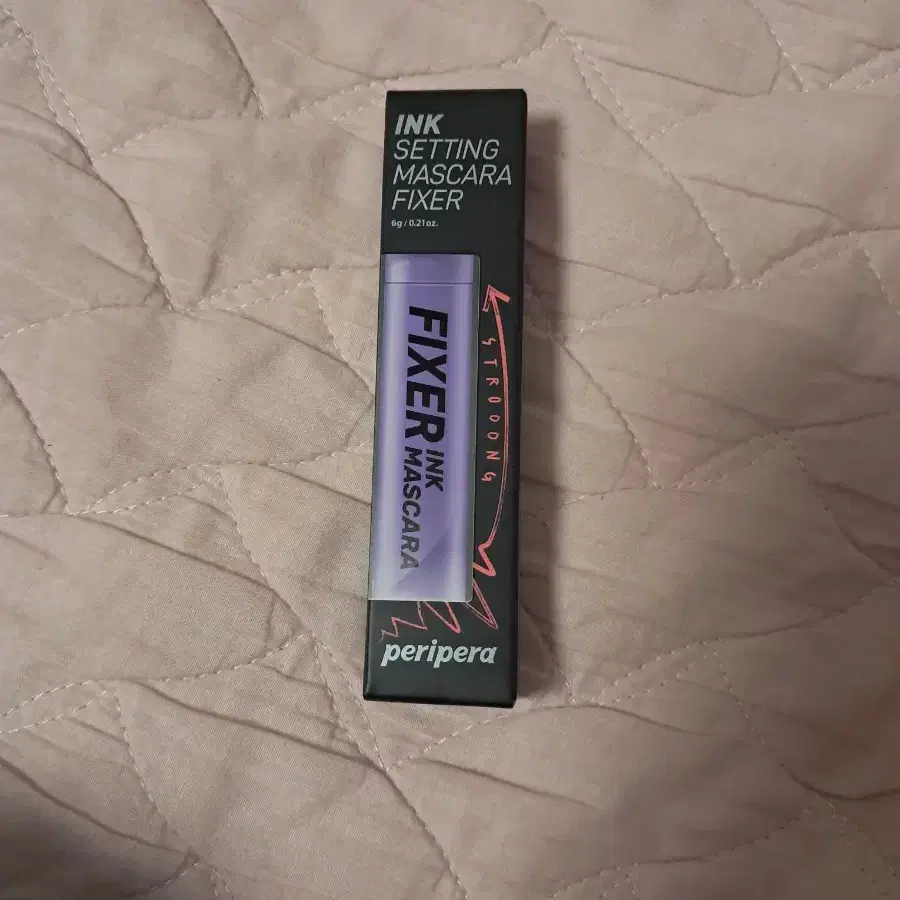 INK
SETTING
MASCARA
FIXER
6g / 0.21oz.
FIXER INK
MASCARA
STROOONG
peripera